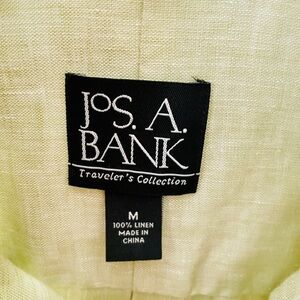 JOS. A.
BANK
Traveler's Collection
M
100% LINEN
MADE IN
CHINA